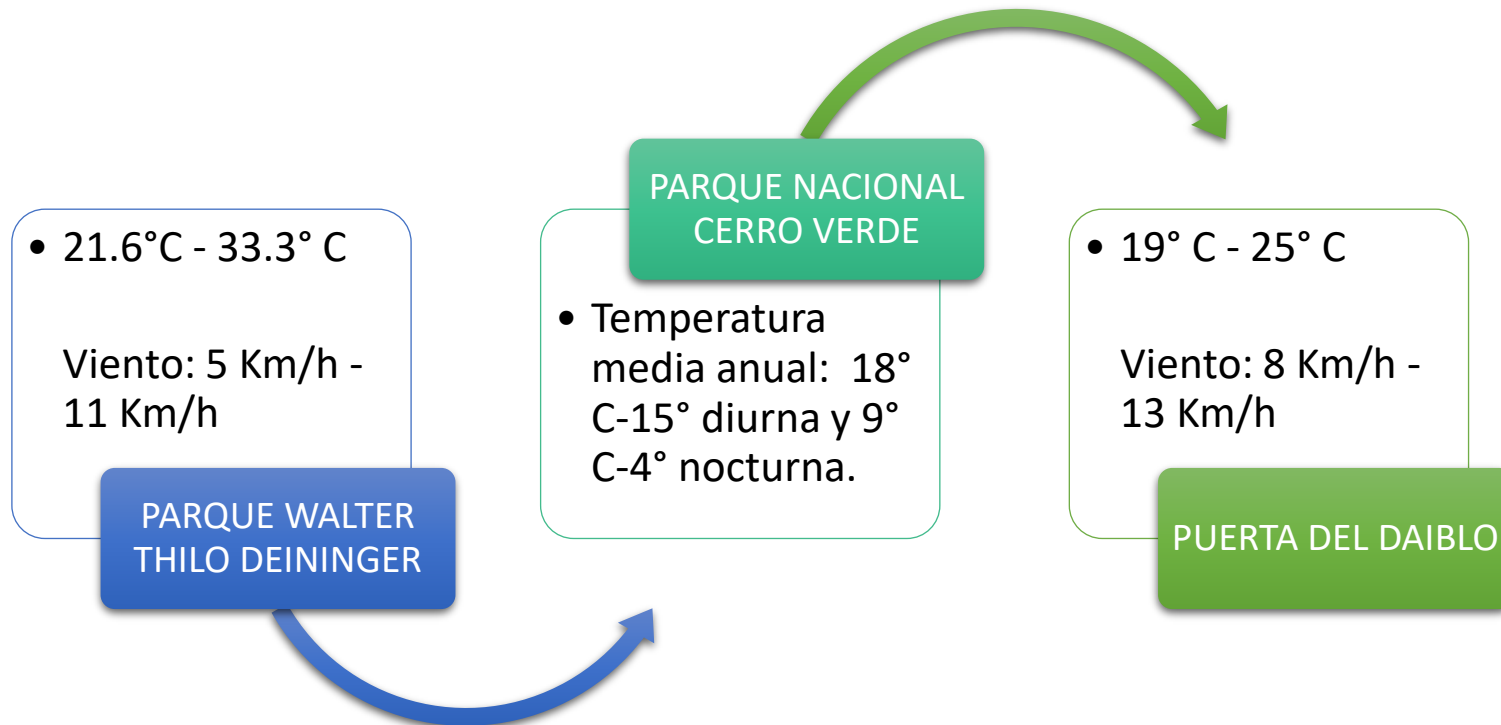 • 21.6°C - 33.3° C
Viento: 5 Km/h -
11 Km/h
PARQUE WALTER
THILO DEININGER
PARQUE NACIONAL
CERRO VERDE
• Temperatura
media anual:  18°
C-15° diurna y 9°
C-4° nocturna.
• 19° C - 25° C
Viento: 8 Km/h -
13 Km/h
PUERTA DEL DAIBLO